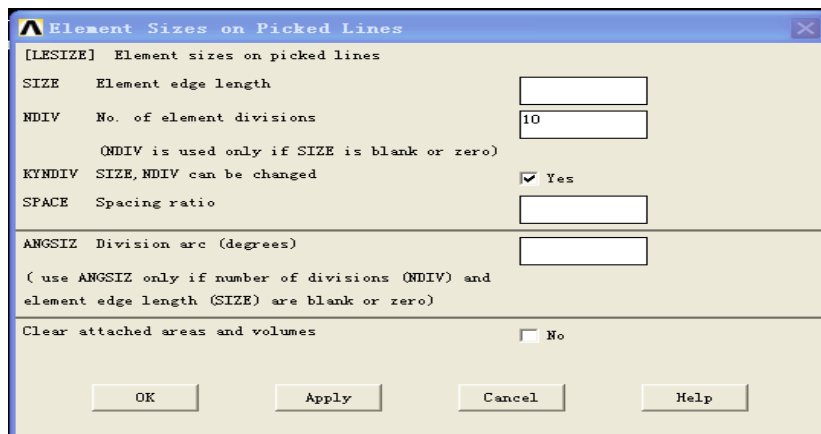 Element Sizes on Picked Lines
[LESIZE] Element sizes on picked lines
SIZE Element edge length
NDIV No. of element divisions 10
(NDIV is used only if SIZE is blank or zero)
KYNDIV SIZE,NDIV can be changed Yes
SPACE Spacing ratio
ANGSIZ Division arc (degrees)
( use ANGSIZ only if number of divisions (NDIV) and
element edge length (SIZE) are blank or zero)
Clear attached areas and volumes No
OK Apply Cancel Help